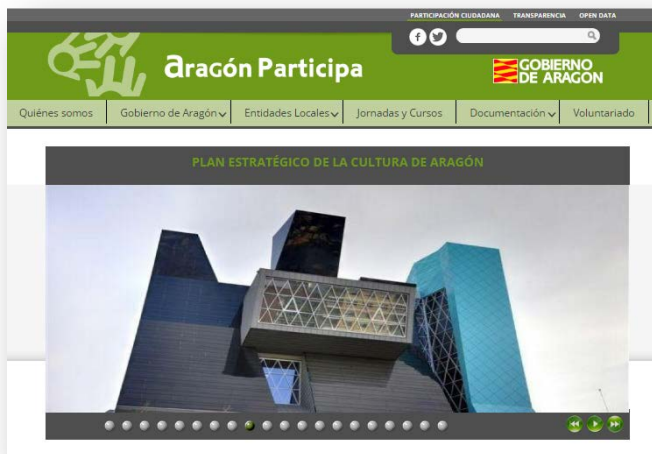 PARTICIPACIÓN CIUDADANA TRANSPARENCIA OPEN DATA
aragón Participa
GOBIERNO
DE ARAGON
Quiénes somos Gobierno de Aragón Entidades Locales Jornadas y Cursos Documentación Voluntariado
PLAN ESTRATÉGICO DE LA CULTURA DE ARAGÓN